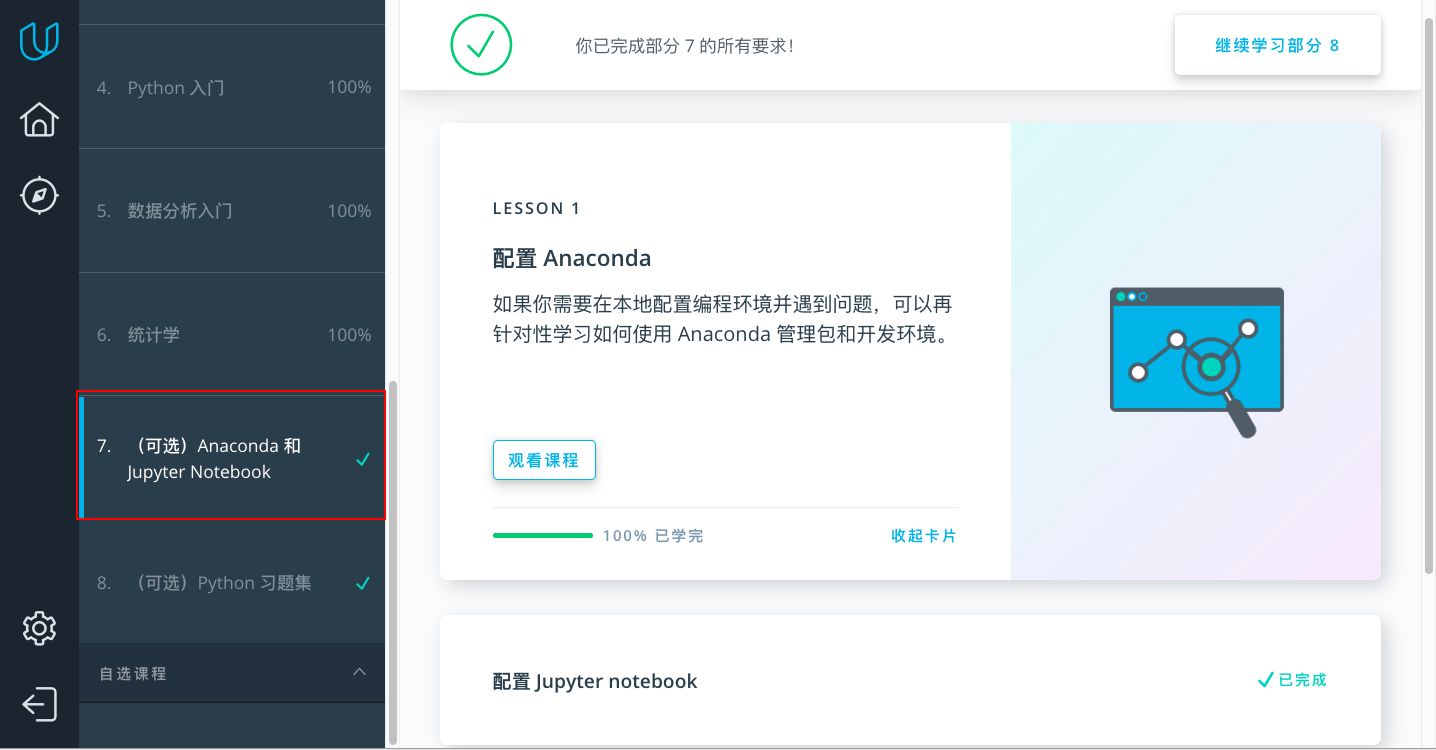 4. Python 入门 100%
5. 数据分析入门 100%
6. 统计学 100%
7. （可选）Anaconda 和
Jupyter Notebook
8. （可选）Python 习题集
自选课程
你已完成部分 7 的所有要求！
继续学习部分 8
LESSON 1
配置 Anaconda
如果你需要在本地配置编程环境并遇到问题，可以再
针对性学习如何使用 Anaconda 管理包和开发环境。
观看课程
100% 已学完
收起卡片
配置 Jupyter notebook
已完成